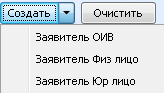 Создать Очистить
Заявитель ОИВ
Заявитель Физ лицо
Заявитель Юр лицо